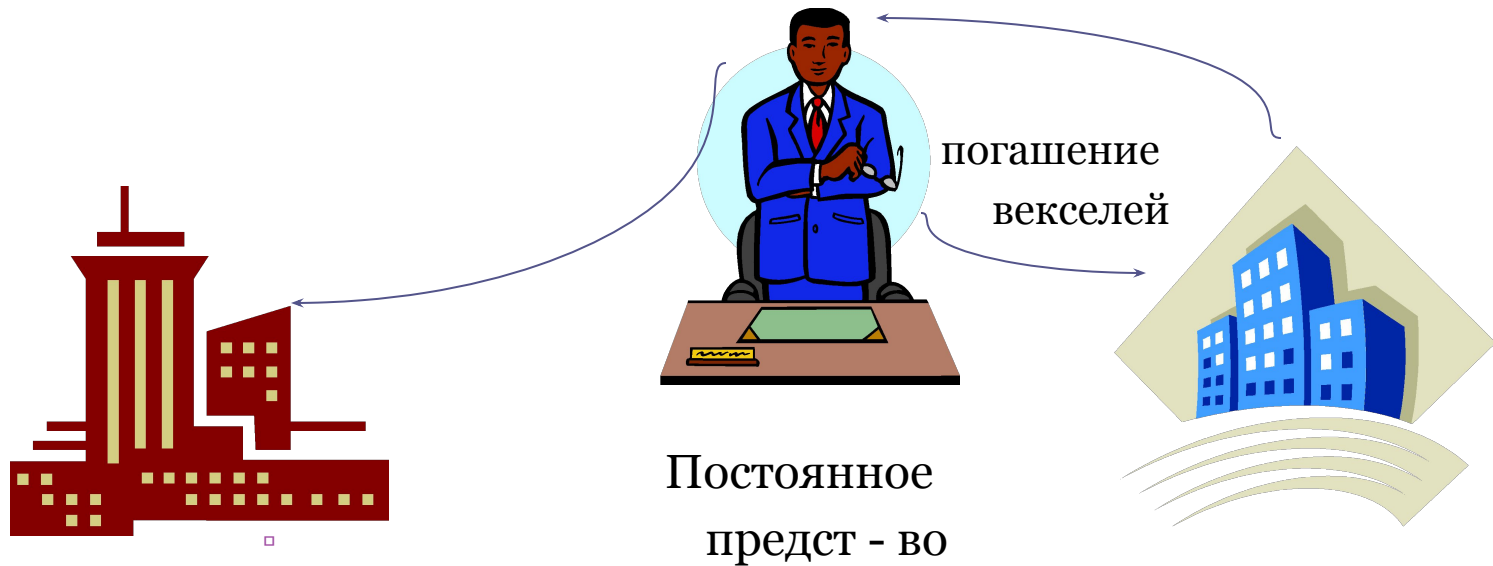 погашение
векселей
Постоянное
предст - во